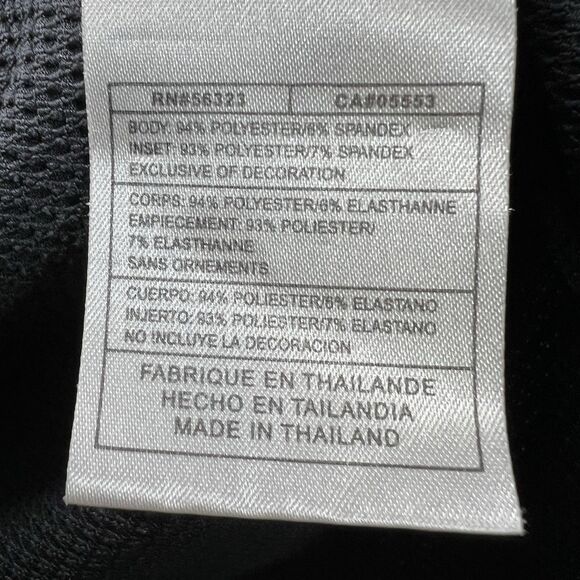 RN#56323 CA#05553
BODY: 94% POLYESTER/6% SPANDEX
INSET: 93% POLYESTER/7% SPANDEX
EXCLUSIVE OF DECORATION
CORPS: 94% POLYESTER/6% ELASTHANNE
EMPIECEMENT: 93% POLIESTER/
7% ELASTHANNE
SANS ORNEMENTS
CUERPO: 94% POLIESTER/6% ELASTANO
INJERTO: 93% POLIESTER/7% ELASTANO
NO INCLUYE LA DECORACION
FABRIQUE EN THAILANDE
HECHO EN TAILANDIA
MADE IN THAILAND